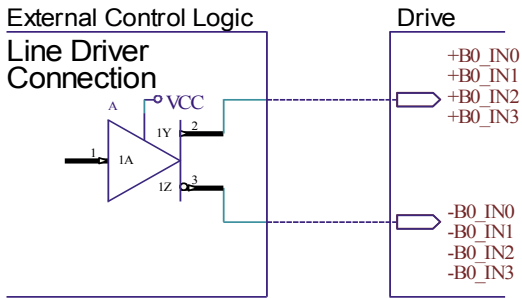 External Control Logic
Drive
Line Driver
Connection
A
VCC
1
1A
1Y
2
1Z
3
+B0_IN0
+B0_IN1
+B0_IN2
+B0_IN3
-B0_IN0
-B0_IN1
-B0_IN2
-B0_IN3